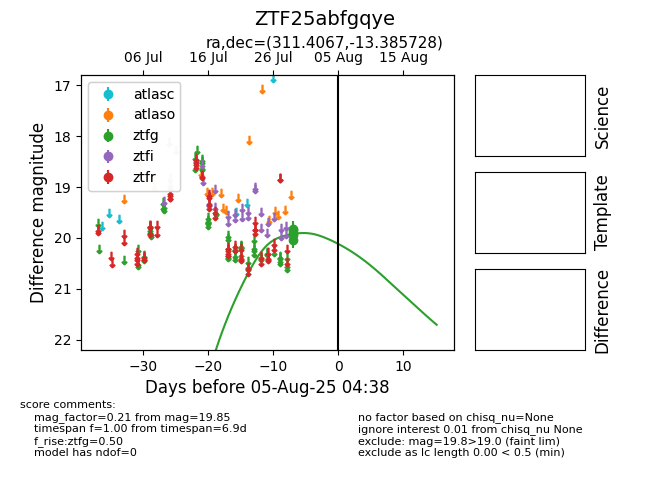 ZTF25abfgqye
ra,dec=(311.4067,-13.385728)
06 Jul 16 Jul 26 Jul 05 Aug 15 Aug
17
18
19
20
21
22
Difference magnitude
atlasc
atlaso
ztfg
ztfi
ztfr
−30 −20 −10 0 10
Days before 05-Aug-25 04:38
Science
Template
Difference
score comments:
mag_factor=0.21 from mag=19.85
timespan f=1.00 from timespan=6.9d
f_rise:ztfg=0.50
model has ndof=0
no factor based on chisq_nu=None
ignore interest 0.01 from chisq_nu None
exclude: mag=19.8>19.0 (faint lim)
exclude as lc length 0.00 < 0.5 (min)